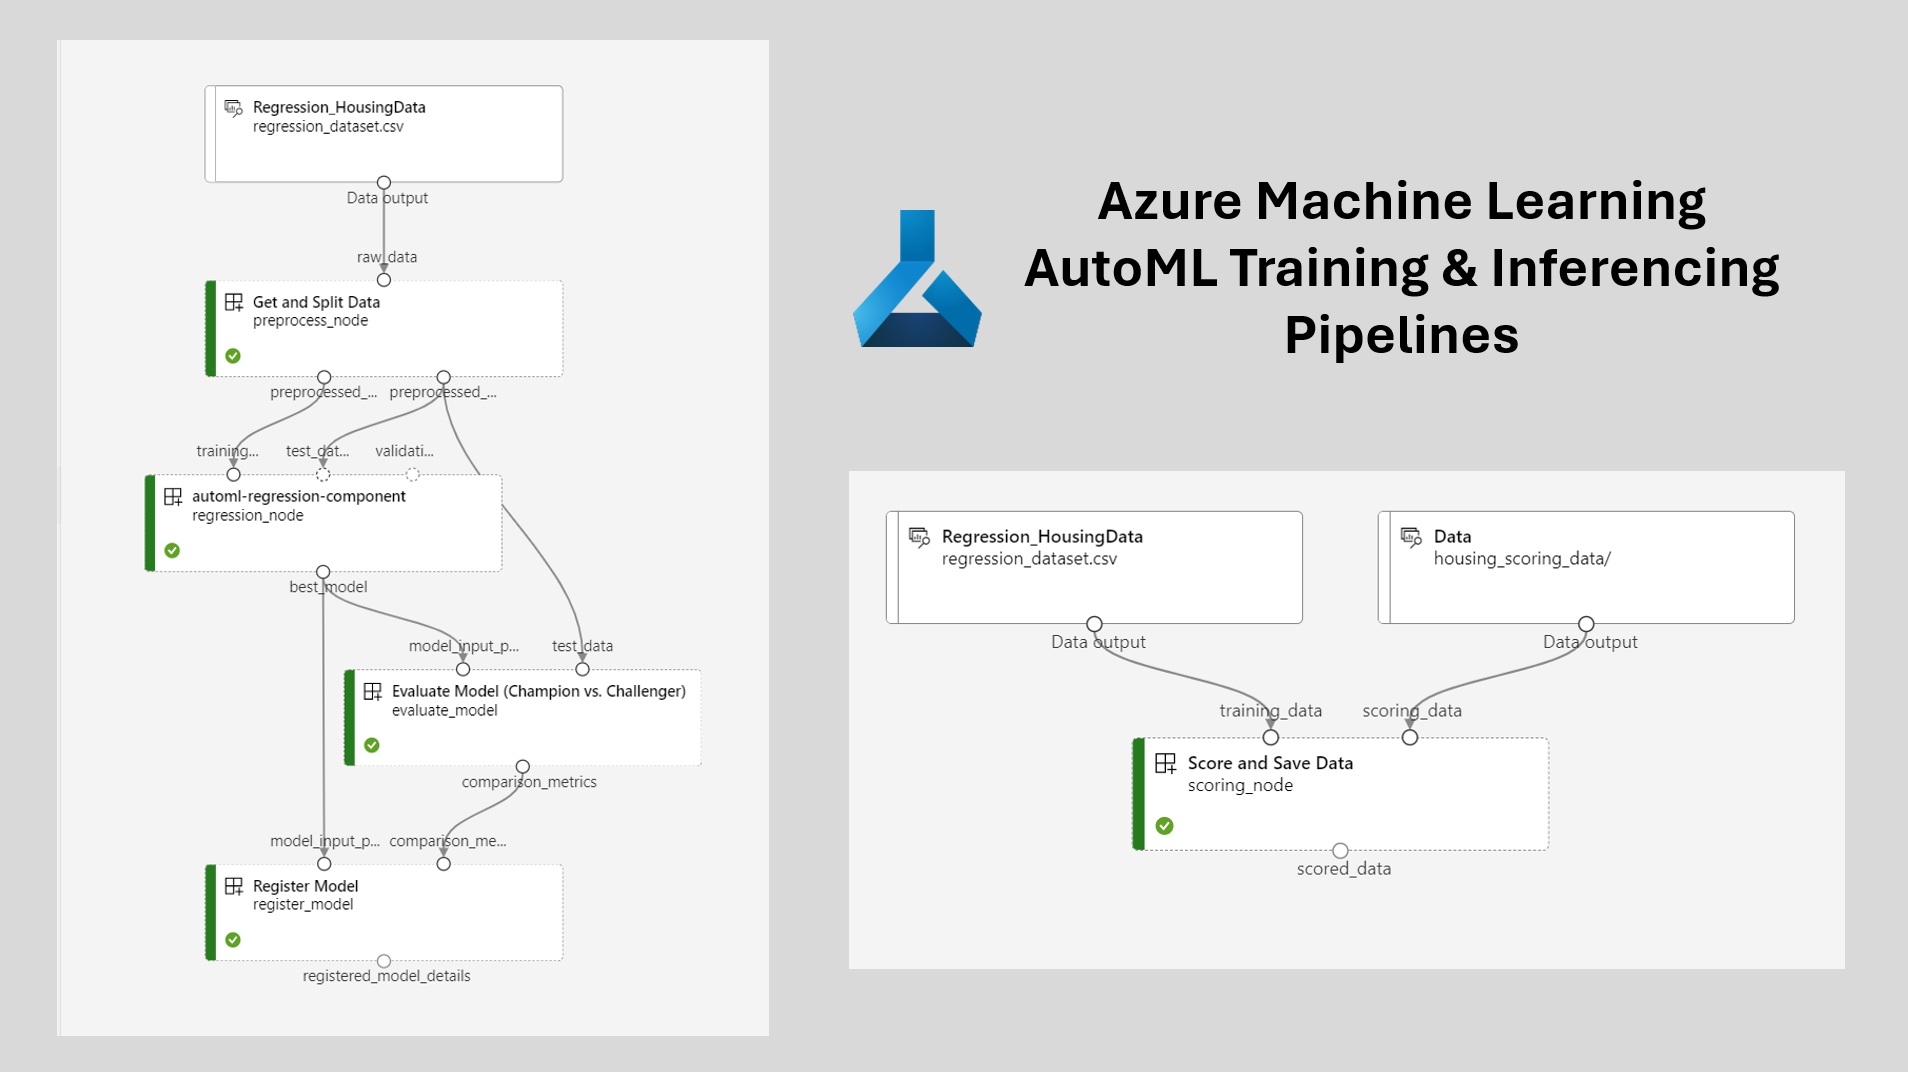 Regression_HousingData
regression_dataset.csv
Data output
raw_data
Get and Split Data
preprocess_node
preprocessed_... preprocessed_...
training... test_dat... validati...
automl-regression-component
regression_node
best_model
model_input_p... test_data
Evaluate Model (Champion vs. Challenger)
evaluate_model
comparison_metrics
model_input_p... comparison_me...
Register Model
register_model
registered_model_details
Azure Machine Learning
AutoML Training & Inferencing
Pipelines
Regression_HousingData
regression_dataset.csv
Data output
Data
housing_scoring_data/
Data output
training_data scoring_data
Score and Save Data
scoring_node
scored_data